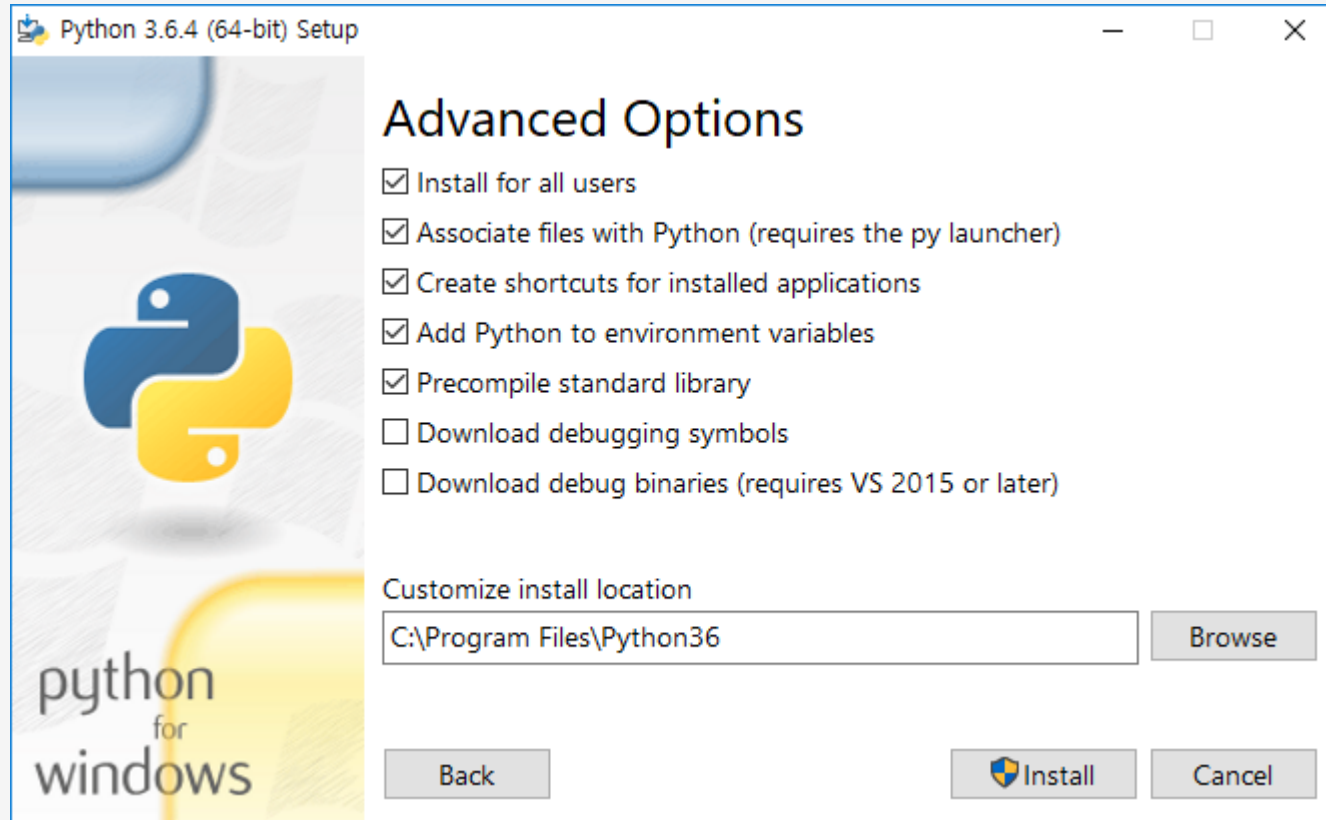 Python 3.6.4 (64-bit) Setup
Advanced Options
Install for all users
Associate files with Python (requires the py launcher)
Create shortcuts for installed applications
Add Python to environment variables
Precompile standard library
Download debugging symbols
Download debug binaries (requires VS 2015 or later)
Customize install location
C:\Program Files\Python36
Browse
python
for
windows
Back
Install
Cancel